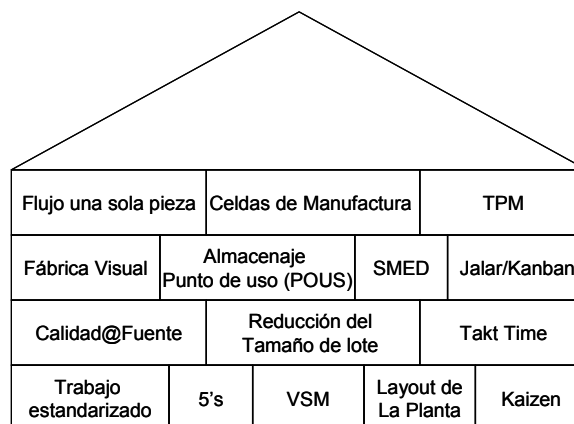 Flujo una sola pieza
Celdas de Manufactura
TPM
Fábrica Visual
Almacenaje
Punto de uso (POUS)
SMED
Jalar/Kanban
Calidad@Fuente
Reducción del
Tamaño de lote
Takt Time
Trabajo
estandarizado
5's
VSM
Layout de
La Planta
Kaizen